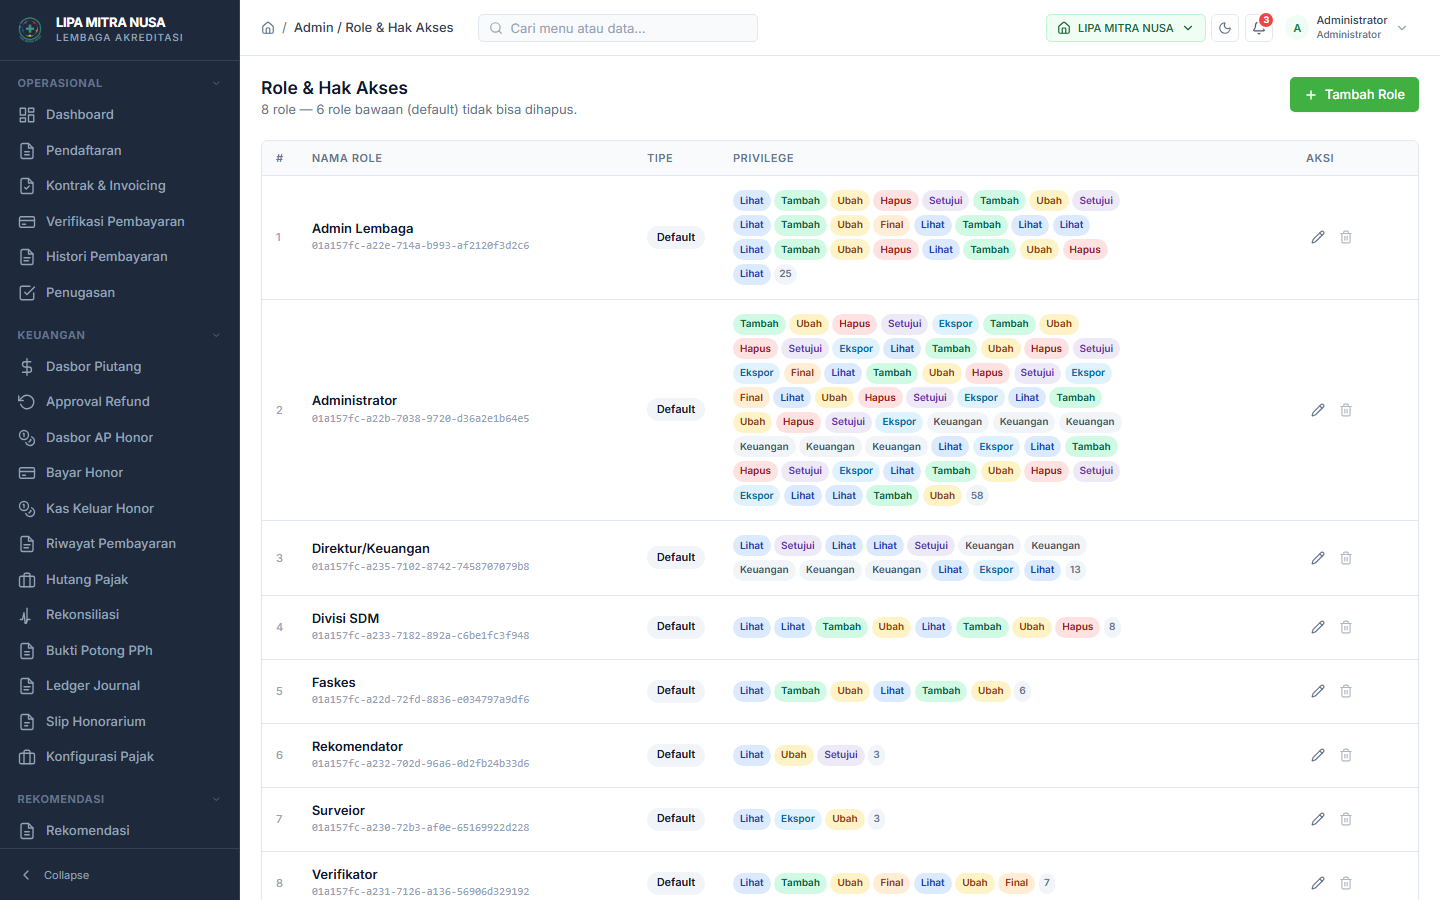 LIPA MITRA NUSA
LEMBAGA AKREDITASI
OPERASIONAL
Dashboard
Pendaftaran
Kontrak & Invoicing
Verifikasi Pembayaran
Histori Pembayaran
Penugasan
KEUANGAN
Dasbor Piutang
Approval Refund
Dasbor AP Honor
Bayar Honor
Kas Keluar Honor
Riwayat Pembayaran
Hutang Pajak
Rekonsiliasi
Bukti Potong PPh
Ledger Journal
Slip Honorarium
Konfigurasi Pajak
REKOMENDASI
Rekomendasi
Collapse
/ Admin / Role & Hak Akses
Cari menu atau data...
LIPA MITRA NUSA
3
A
Administrator
Administrator
Role & Hak Akses
8 role — 6 role bawaan (default) tidak bisa dihapus.
+ Tambah Role
# NAMA ROLE TIPE PRIVILEGE AKSI
1
Admin Lembaga
01a157fc-a22e-714a-b993-af2120f3d2c6
Default
Lihat Tambah Ubah Hapus Setujui Tambah Ubah Setujui
Lihat Tambah Ubah Final Lihat Tambah Lihat Lihat
Lihat Tambah Ubah Hapus Lihat Tambah Ubah Hapus
Lihat 25
2
Administrator
01a157fc-a22b-7038-9720-d36a2e1b64e5
Default
Tambah Ubah Hapus Setujui Ekspor Tambah Ubah
Hapus Setujui Ekspor Lihat Tambah Ubah Hapus Setujui
Ekspor Final Lihat Tambah Ubah Hapus Setujui Ekspor
Final Lihat Ubah Hapus Setujui Ekspor Lihat Tambah
Ubah Hapus Setujui Ekspor Keuangan Keuangan Keuangan
Keuangan Keuangan Keuangan Lihat Ekspor Lihat Tambah
Hapus Setujui Ekspor Lihat Tambah Ubah Hapus Setujui
Ekspor Lihat Lihat Tambah Ubah 58
3
Direktur/Keuangan
01a157fc-a235-7102-8742-7458707079b8
Default
Lihat Setujui Lihat Lihat Setujui Keuangan Keuangan
Keuangan Keuangan Keuangan Lihat Ekspor Lihat 13
4
Divisi SDM
01a157fc-a233-7182-892a-c6be1fc3f948
Default
Lihat Lihat Tambah Ubah Lihat Tambah Ubah Hapus 8
5
Faskes
01a157fc-a22d-72fd-8836-e034797a9df6
Default
Lihat Tambah Ubah Lihat Tambah Ubah 6
6
Rekomendator
01a157fc-a232-702d-96a6-0d2fb24b33d6
Default
Lihat Ubah Setujui 3
7
Surveior
01a157fc-a230-72b3-af0e-65169922d228
Default
Lihat Ekspor Ubah 3
8
Verifikator
01a157fc-a231-7126-a136-56906d329192
Default
Lihat Tambah Ubah Final Lihat Ubah Final 7